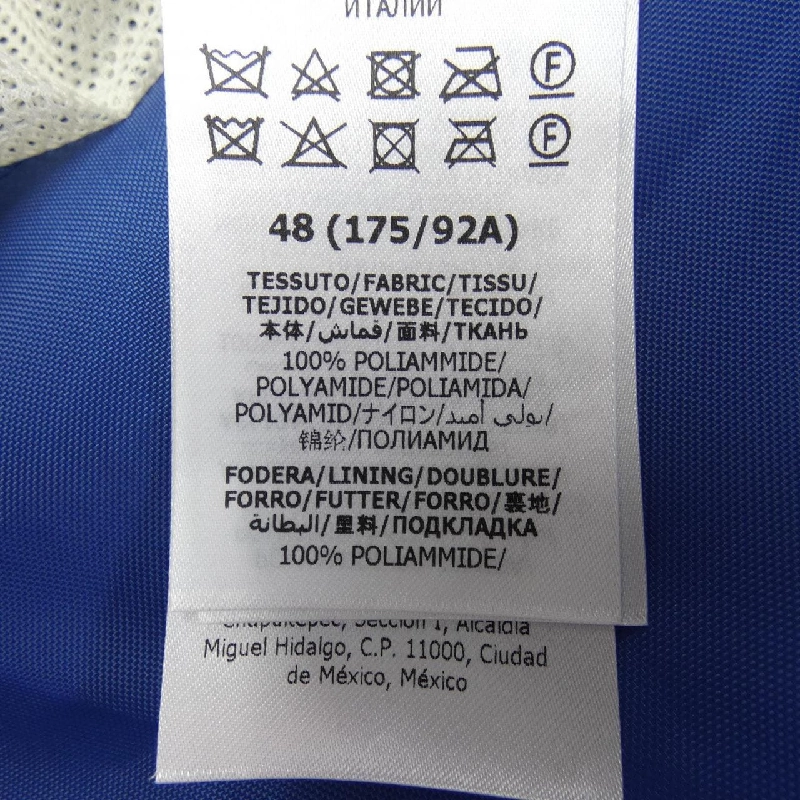 ИТАЛИИ
F
F
48 (175/92A)
TESSUTO/FABRIC/TISSU/
TEJIDO/GEWEBE/TECIDO/
本体/قماش/面料/ТКАНЬ
100% POLIAMMIDE/
POLYAMIDE/POLIAMIDA/
POLYAMID/ナイロン/بولي أميد/
锦纶/ПОЛИАМИД
FODERA/LINING/DOUBLURE/
FORRO/FUTTER/FORRO/裏地/
البطانة/里料/ПОДКЛАДКА
100% POLIAMMIDE/
Chapultepec, Sección I, Alcaldía
Miguel Hidalgo, C.P. 11000, Ciudad
de México, México